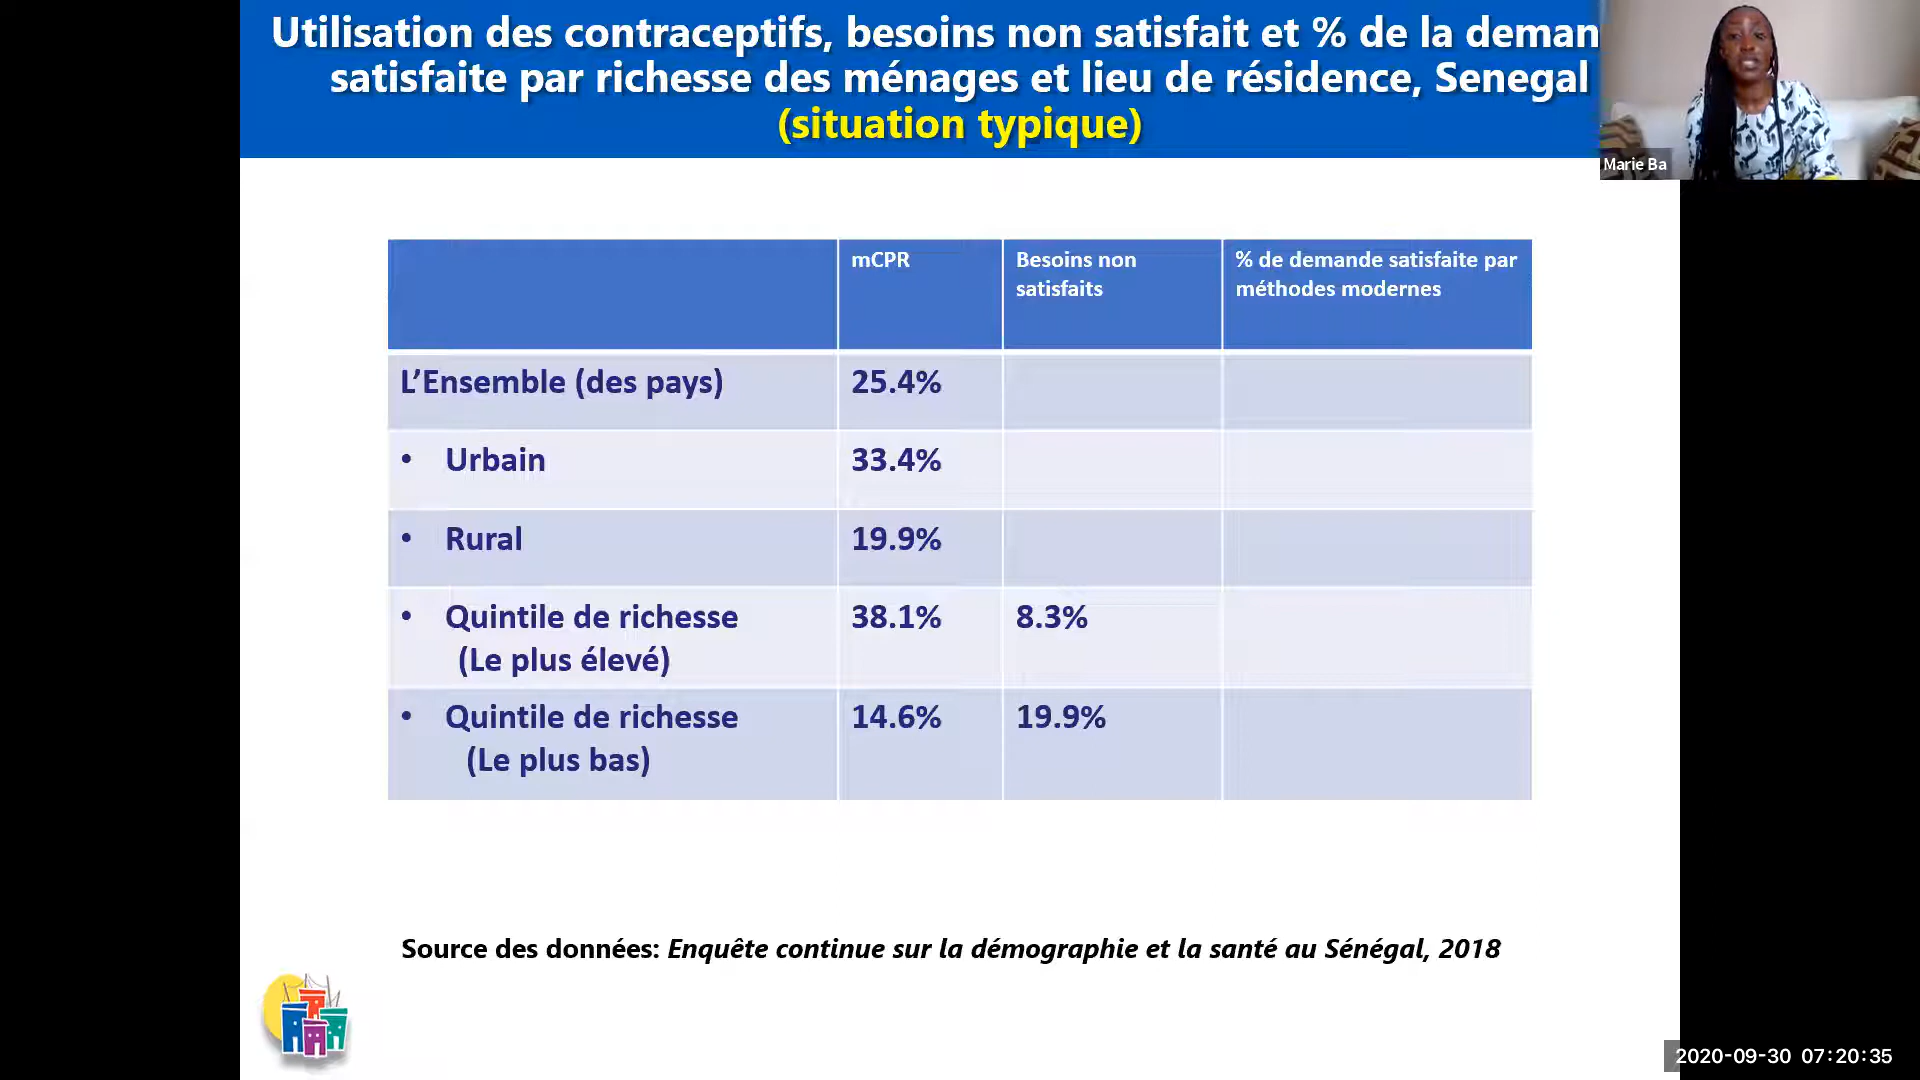 Utilisation des contraceptifs, besoins non satisfait et % de la deman
satisfaite par richesse des ménages et lieu de résidence, Senegal
(situation typique)
Marie Ba
mCPR
Besoins non
satisfaits
% de demande satisfaite par
méthodes modernes
L’Ensemble (des pays)
25.4%
• Urbain
33.4%
• Rural
19.9%
• Quintile de richesse
(Le plus élevé)
38.1%
8.3%
• Quintile de richesse
(Le plus bas)
14.6%
19.9%
Source des données: Enquête continue sur la démographie et la santé au Sénégal, 2018
2020-09-30 07:20:35